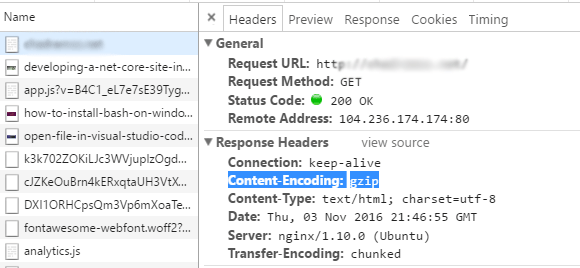 Name
developing-a-net-core-site-in...
app.js?v=B4C1_eL7e7sE39Tyg...
how-to-install-bash-on-windo...
open-file-in-visual-studio-cod...
k3k702ZOKiLJc3WVjuplzOgd...
cJZKeOuBrn4kERxqtaUH3VtX...
DXI1ORHCpsQm3Vp6mXoaTe...
fontawesome-webfont.woff2?...
analytics.js
× Headers Preview Response Cookies Timing
▼ General
Request URL: http
Request Method: GET
Status Code: 200 OK
Remote Address: 104.236.174.174:80
▼ Response Headers view source
Connection: keep-alive
Content-Encoding: gzip
Content-Type: text/html; charset=utf-8
Date: Thu, 03 Nov 2016 21:46:55 GMT
Server: nginx/1.10.0 (Ubuntu)
Transfer-Encoding: chunked